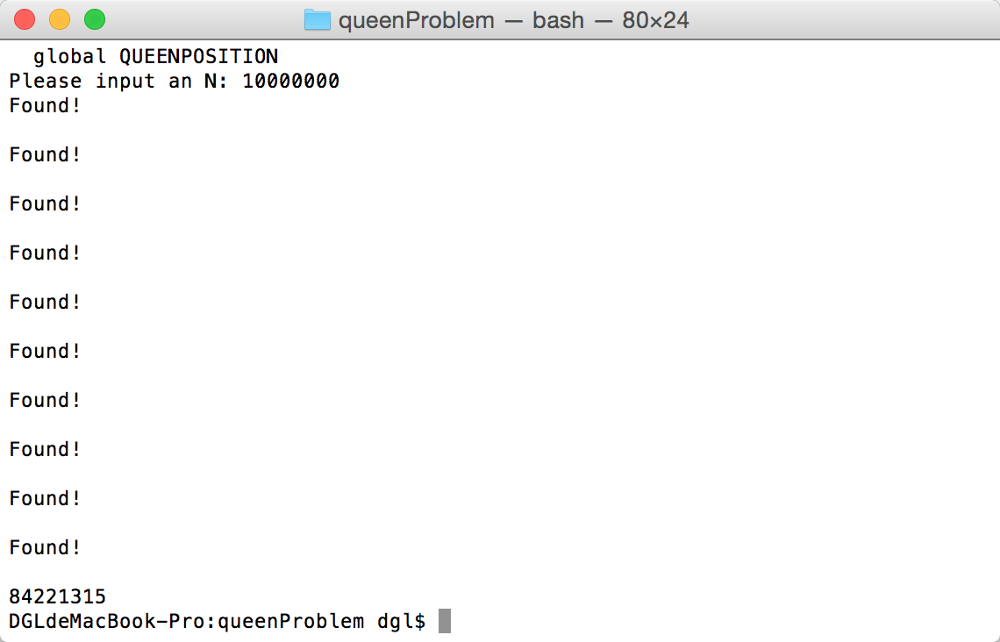 queenProblem — bash — 80×24
global QUEENPOSITION
Please input an N: 10000000
Found!
Found!
Found!
Found!
Found!
Found!
Found!
Found!
Found!
Found!
84221315
DGLdeMacBook-Pro:queenProblem dgl$